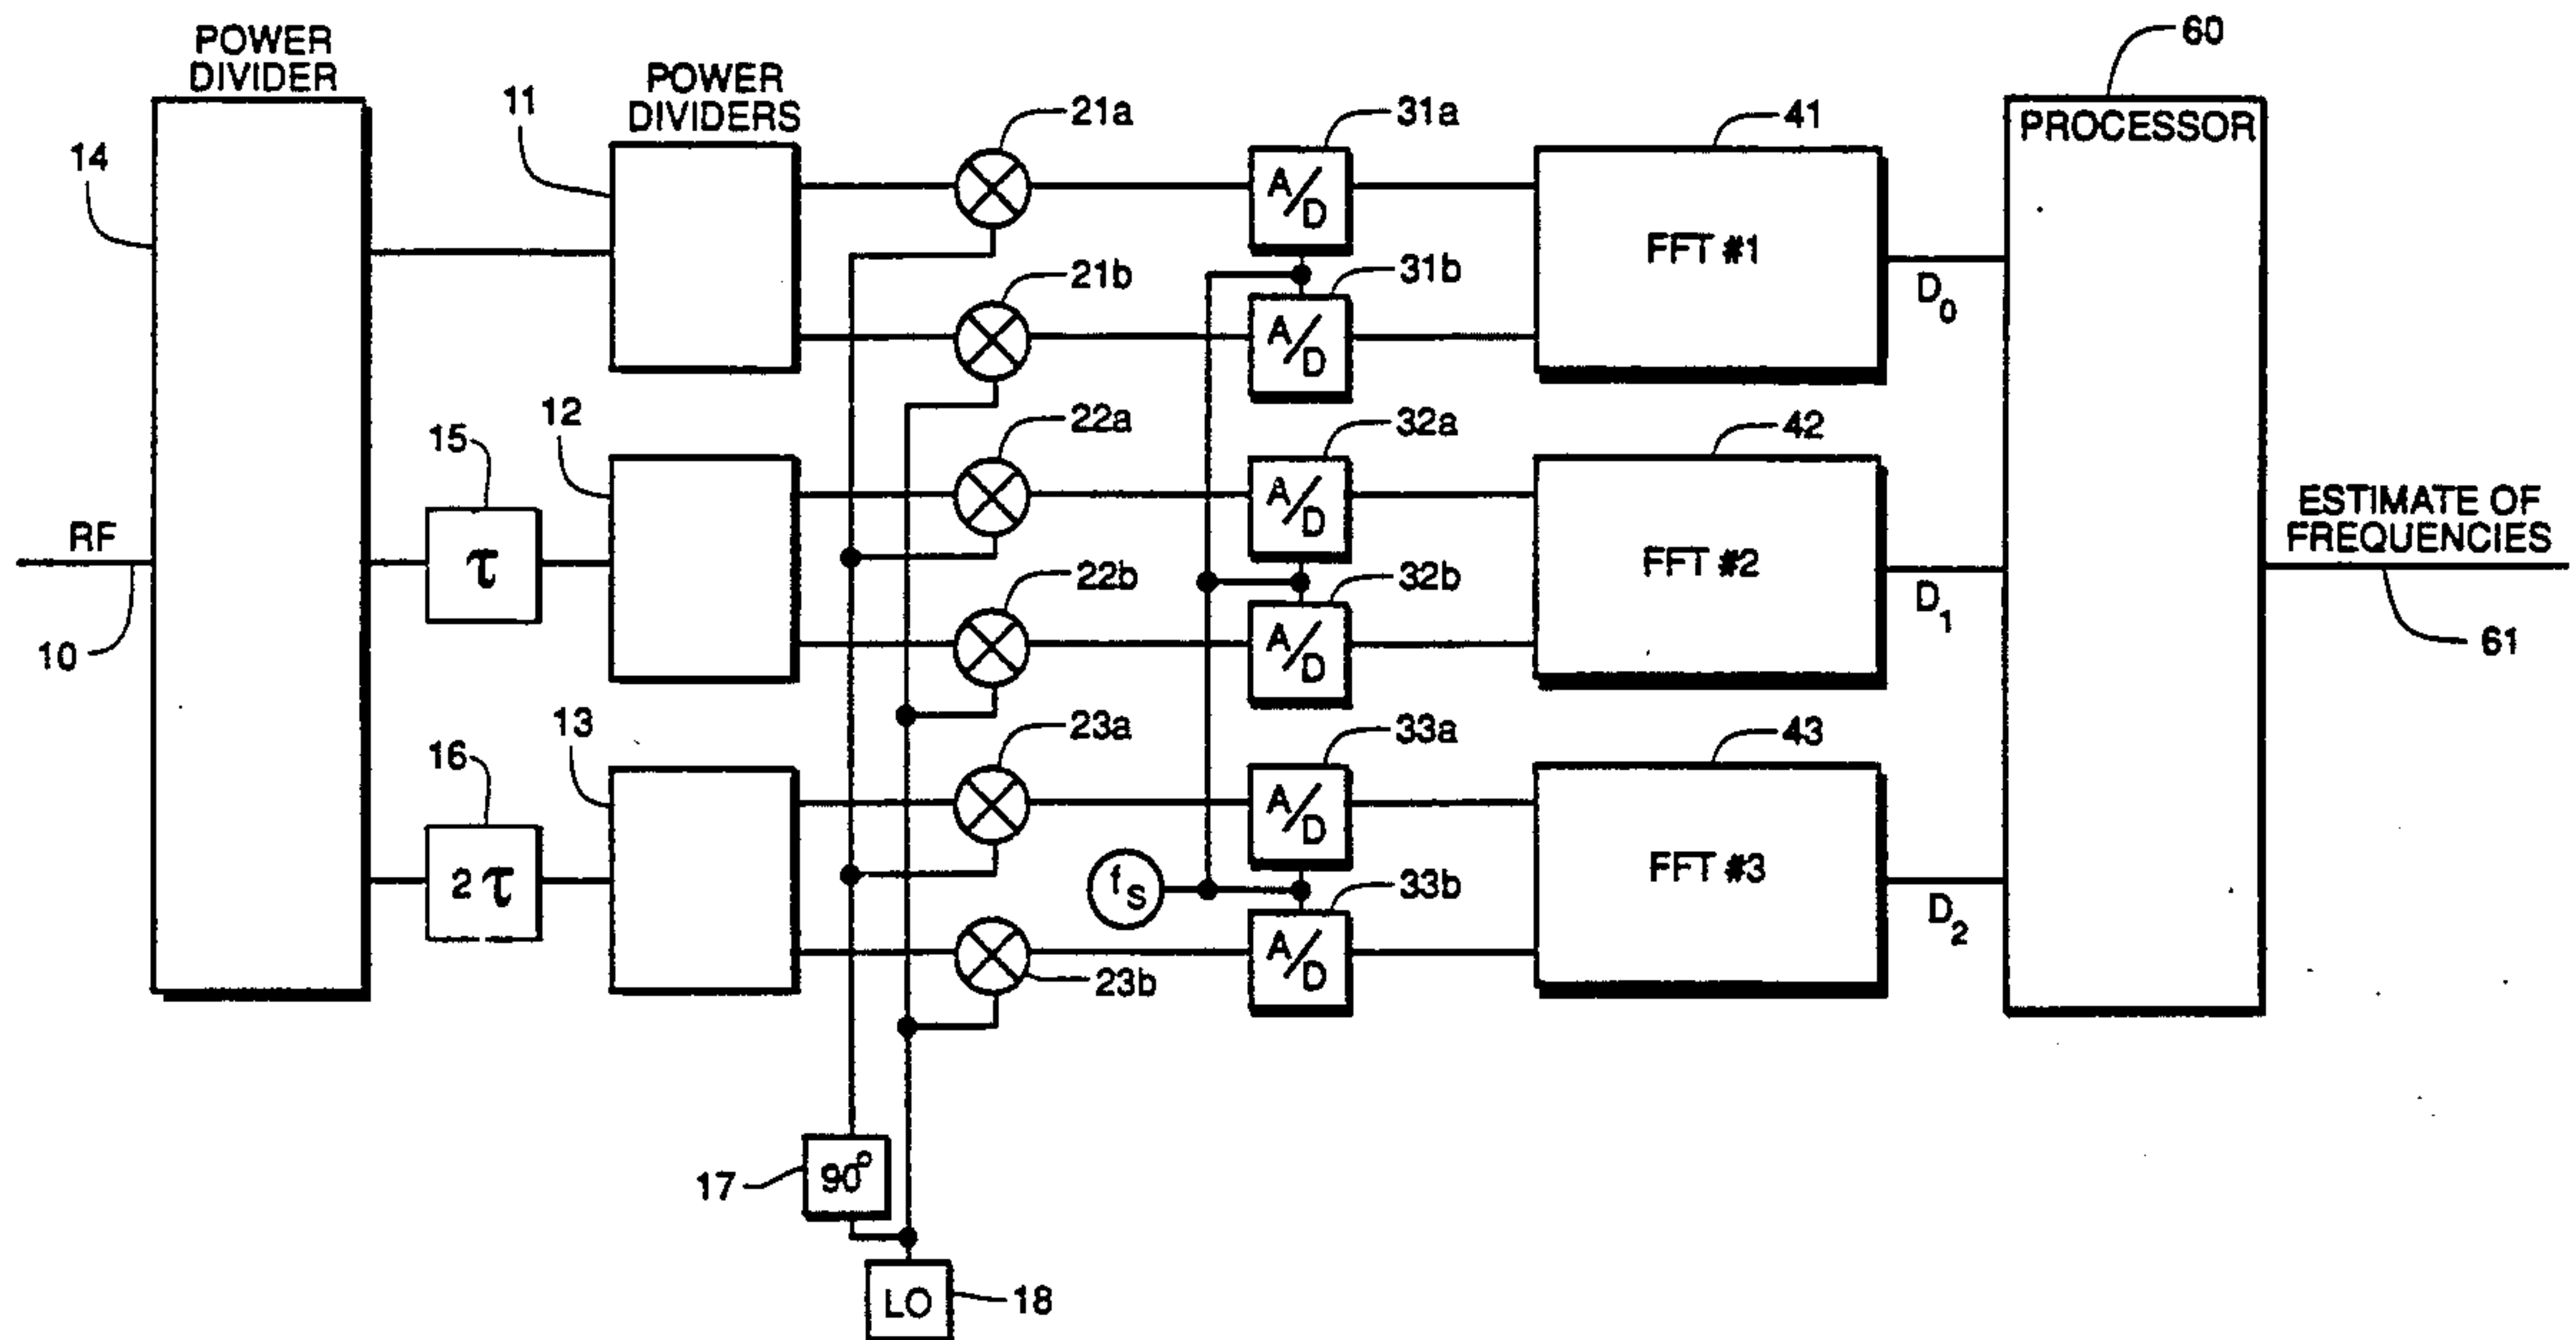 POWER
DIVIDER
POWER
DIVIDERS
14
11
21a
31a
41
60
PROCESSOR
A/D
FFT #1
D0
21b
31b
A/D
12
15
22a
32a
42
RF
τ
A/D
FFT #2
D1
ESTIMATE OF
FREQUENCIES
10
22b
32b
A/D
61
13
16
23a
33a
43
2 τ
A/D
FFT #3
D2
fs
33b
A/D
23b
17
90°
LO
18